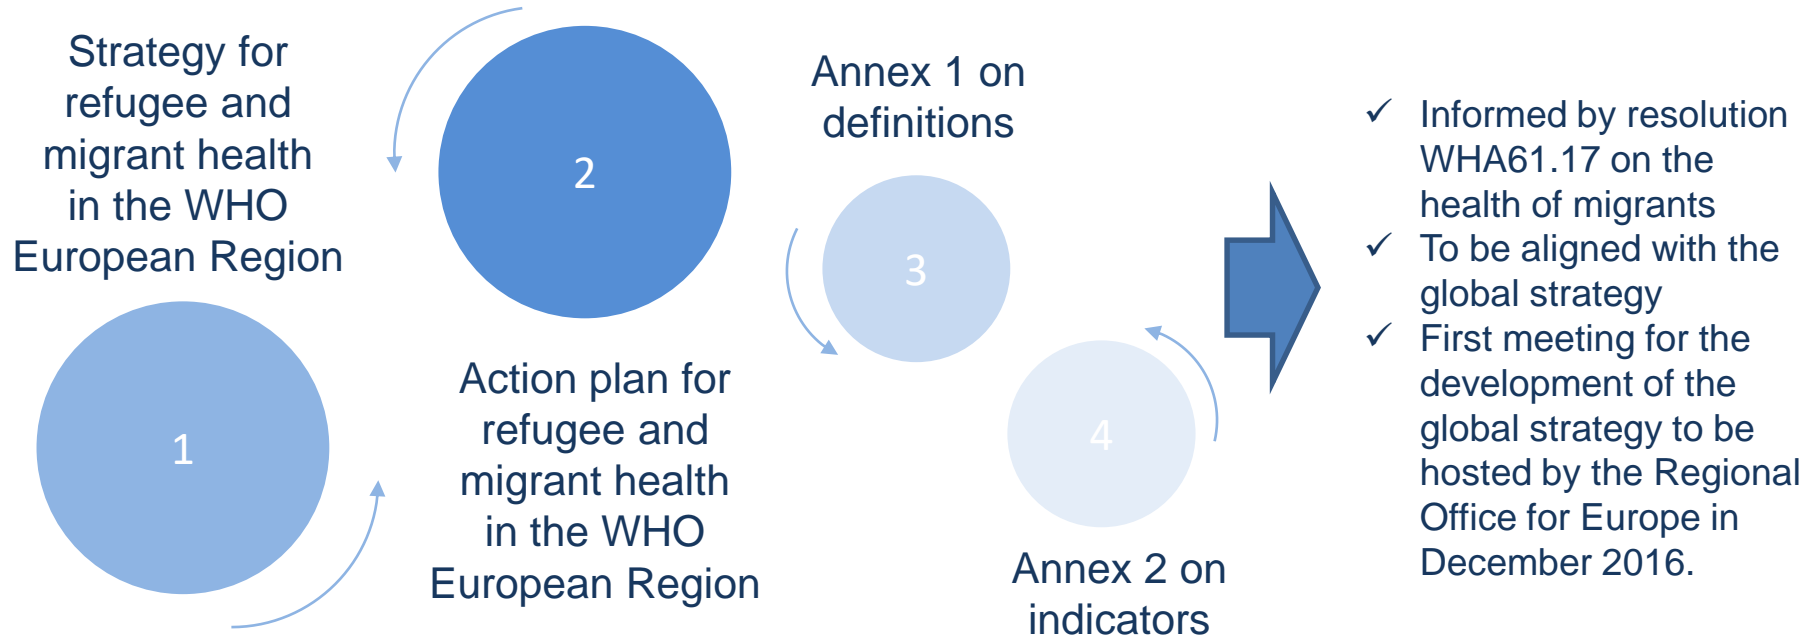 Strategy for
refugee and
migrant health
in the WHO
European Region
1
2
Action plan for
refugee and
migrant health
in the WHO
European Region
Annex 1 on
definitions
3
4
Annex 2 on
indicators
✓ Informed by resolution
WHA61.17 on the
health of migrants
✓ To be aligned with the
global strategy
✓ First meeting for the
development of the
global strategy to be
hosted by the Regional
Office for Europe in
December 2016.